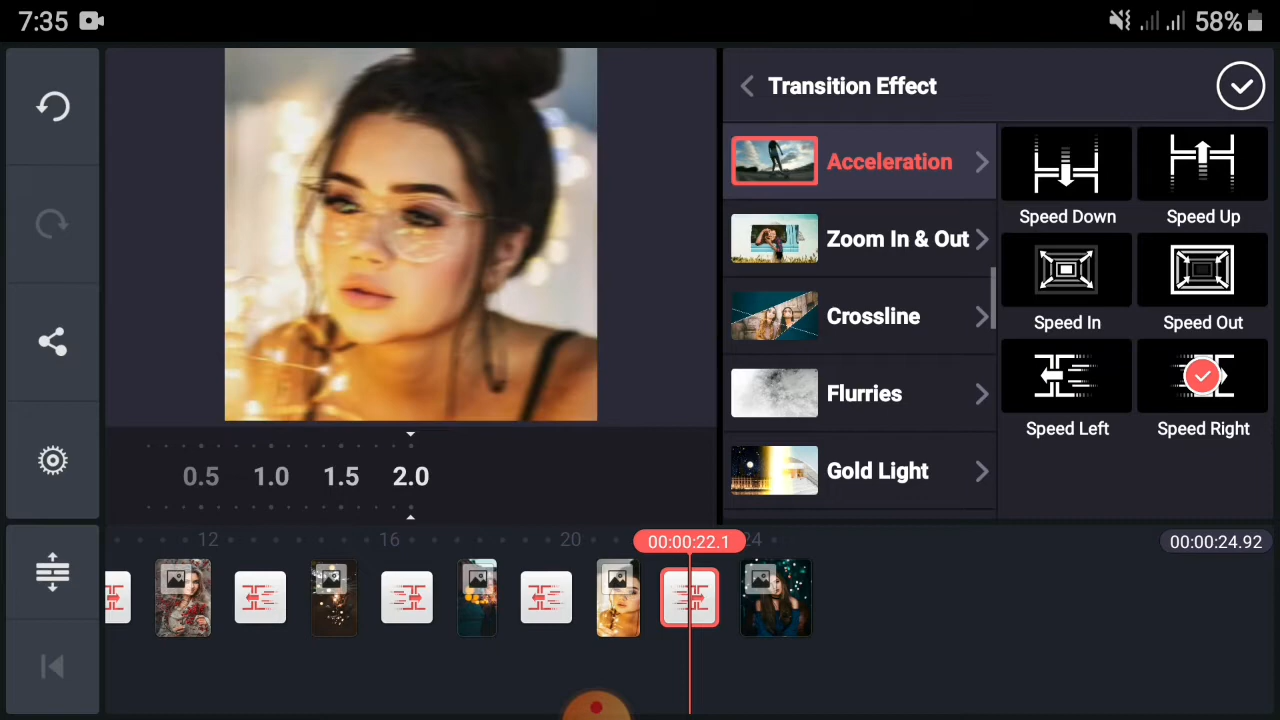 7:35
58%
Transition Effect
Acceleration
Zoom In & Out
Crossline
Flurries
Gold Light
Speed Down
Speed Up
Speed In
Speed Out
Speed Left
Speed Right
0.5 1.0 1.5 2.0
12 16 20 24
00:00:22.1
00:00:24.92